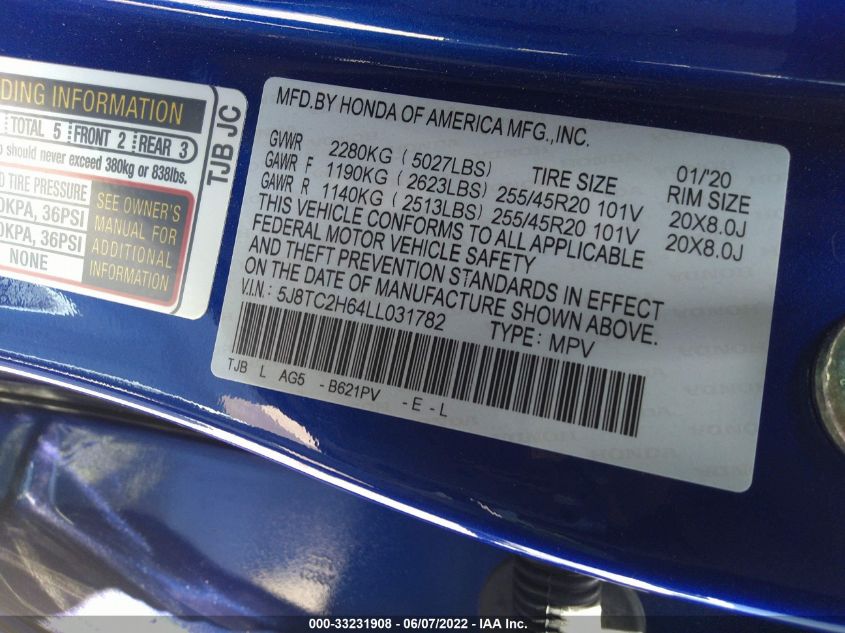 DING INFORMATION
TOTAL 5 FRONT 2 REAR 3
should never exceed 380kg or 838lbs.
TIRE PRESSURE
KPA, 36PSI
KPA, 36PSI
NONE
SEE OWNER'S
MANUAL FOR
ADDITIONAL
INFORMATION
TJB JC
MFD.BY HONDA OF AMERICA MFG.,INC.
01/'20
GVWR 2280KG (5027LBS) TIRE SIZE RIM SIZE
GAWR F 1190KG (2623LBS) 255/45R20 101V 20X8.0J
GAWR R 1140KG (2513LBS) 255/45R20 101V 20X8.0J
THIS VEHICLE CONFORMS TO ALL APPLICABLE
FEDERAL MOTOR VEHICLE SAFETY
AND THEFT PREVENTION STANDARDS IN EFFECT
ON THE DATE OF MANUFACTURE SHOWN ABOVE.
V.I.N: 5J8TC2H64LL031782 TYPE: MPV
TJB L AG5 -B621PV -E-L
000-33231908 - 06/07/2022 - IAA Inc.